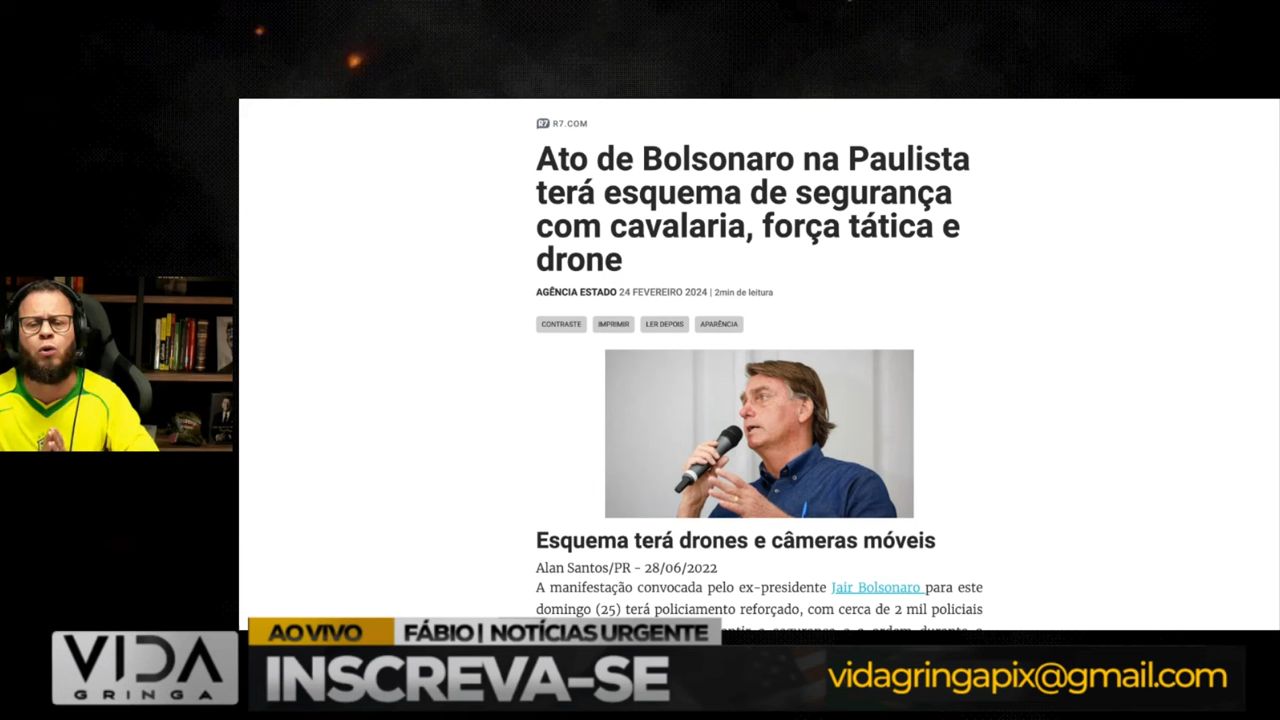 R7 R7.COM
Ato de Bolsonaro na Paulista
terá esquema de segurança
com cavalaria, força tática e
drone
AGÊNCIA ESTADO 24 FEVEREIRO 2024 | 2min de leitura
CONTRASTE IMPRIMIR LER DEPOIS APARÊNCIA
Esquema terá drones e câmeras móveis
Alan Santos/PR - 28/06/2022
A manifestação convocada pelo ex-presidente Jair Bolsonaro para este
domingo (25) terá policiamento reforçado, com cerca de 2 mil policiais
AO VIVO FÁBIO | NOTÍCIAS URGENTE
VIDA
GRINGA
INSCREVA-SE
vidagringapix@gmail.com